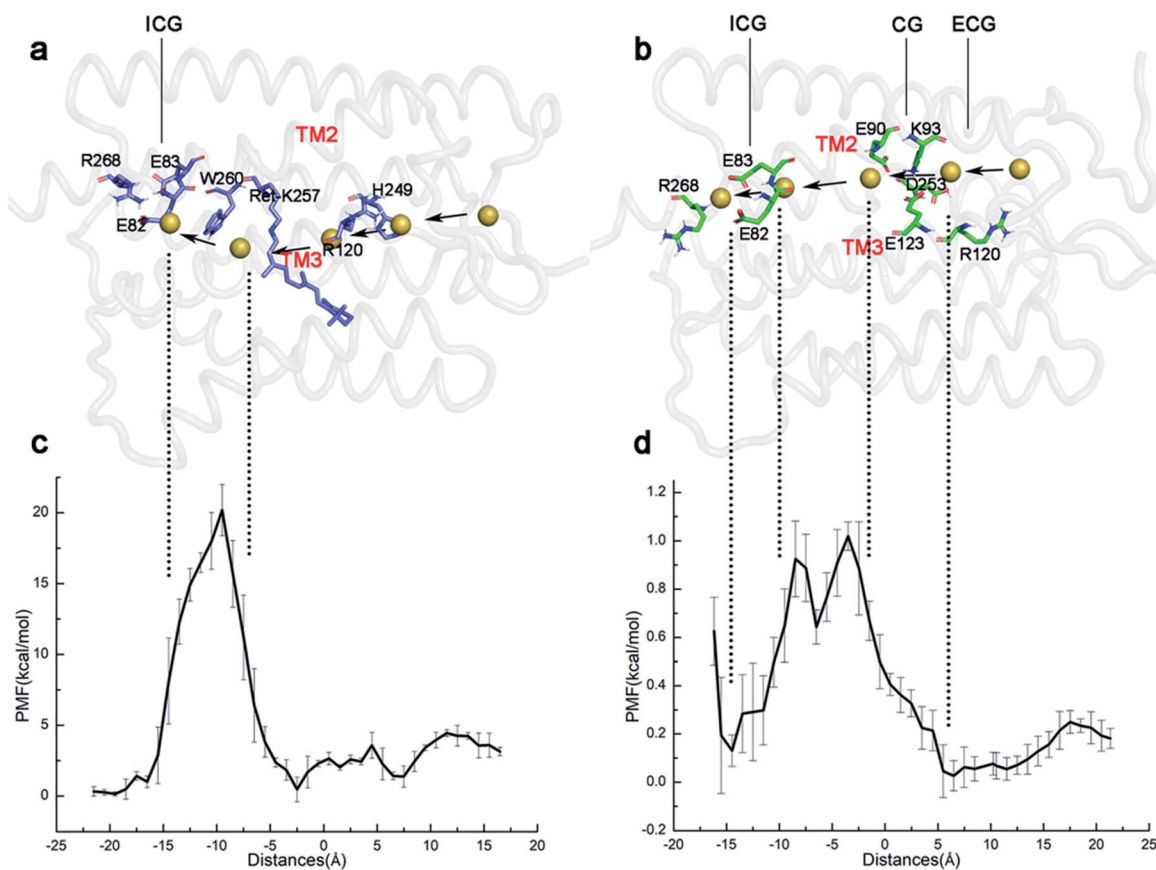 ICG
a
TM2
R268
E83
W260
Ret-K257
H249
E82
TM3
R120
ICG
CG
ECG
b
E90
K93
TM2
E83
R268
D253
E82
TM3
E123
R120
c
PMF(kcal/mol)
20
15
10
5
0
-25
-20
-15
-10
-5
0
5
10
15
20
Distances(Å)
d
PMF(kcal/mol)
1.2
1.0
0.8
0.6
0.4
0.2
0.0
-0.2
-20
-15
-10
-5
0
5
10
15
20
25
Distances(Å)